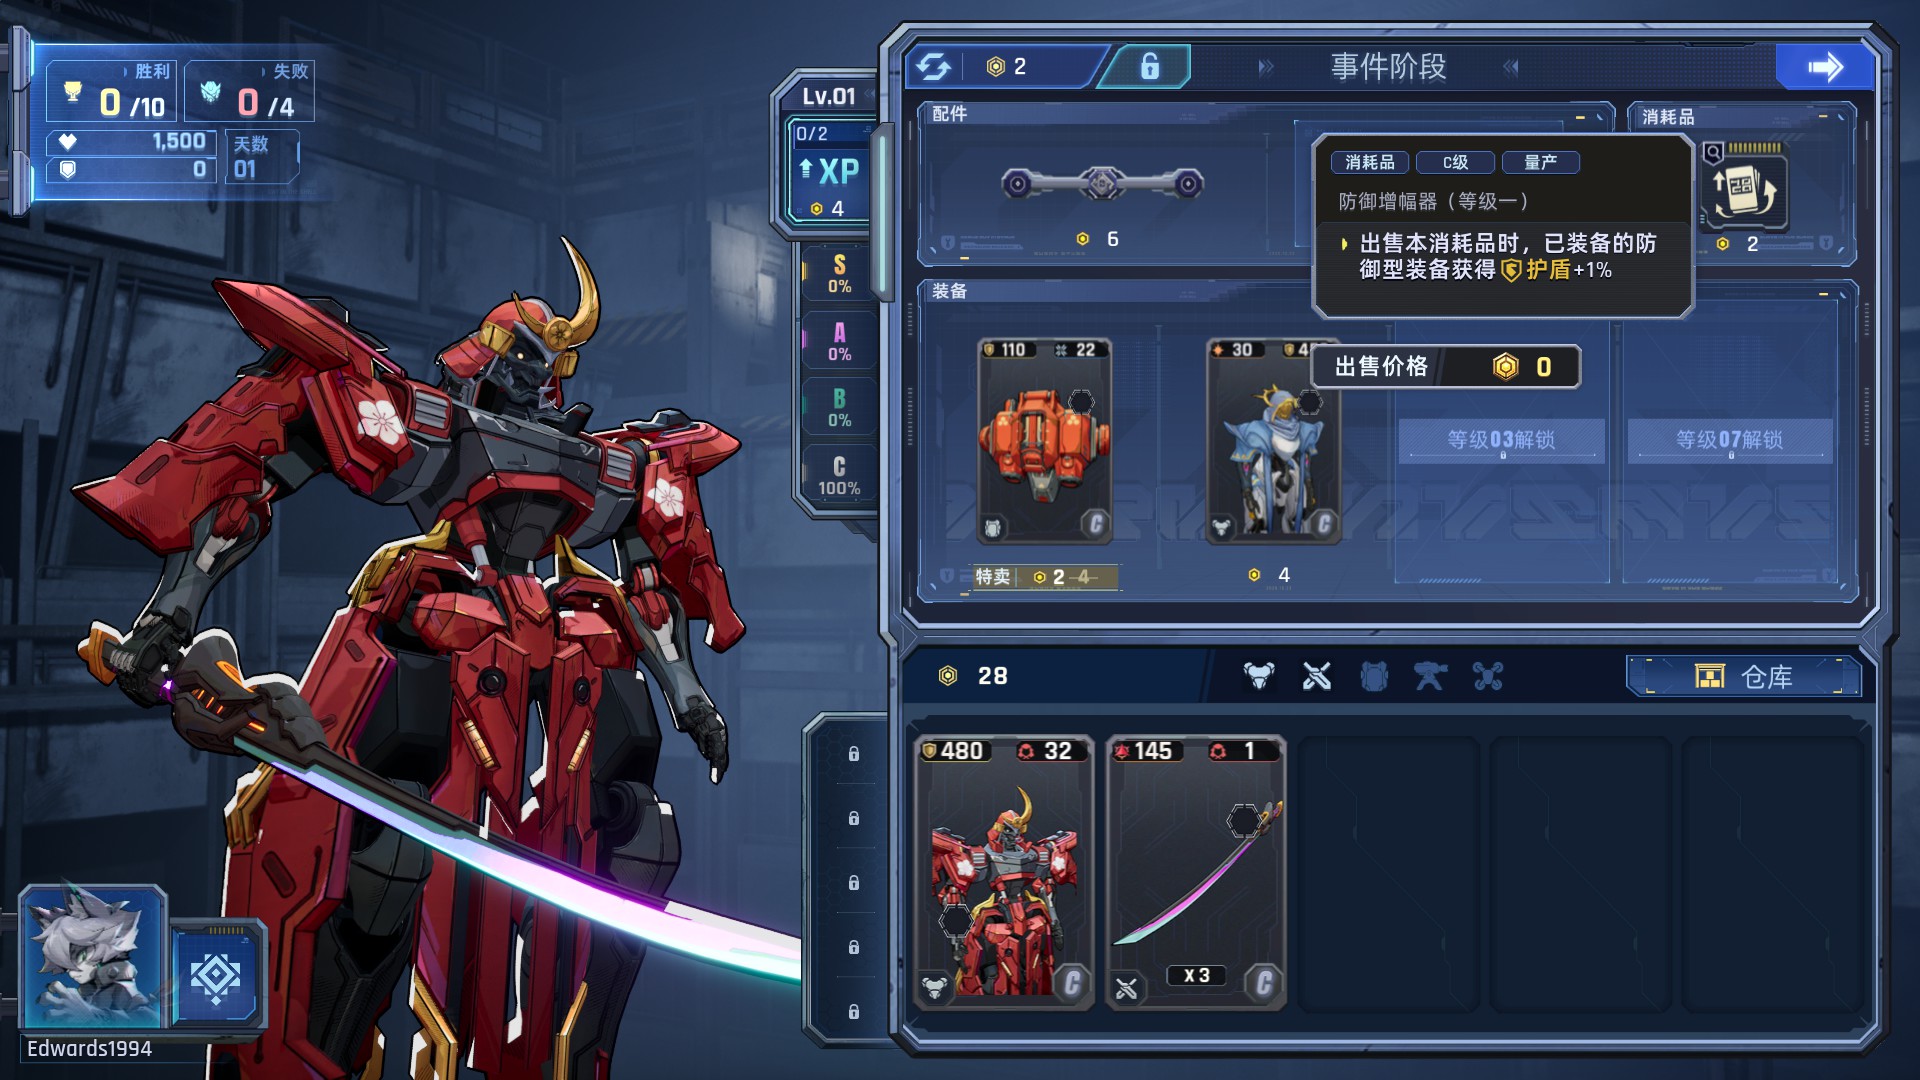 胜利
0 /10
失败
0 /4
1,500
0
天数
01
Lv.01
0/2
XP
4
S
0%
A
0%
B
0%
C
100%
2
事件阶段
配件
6
消耗品
2
消耗品
C级
量产
防御增幅器（等级一）
出售本消耗品时，已装备的防
御型装备获得护盾+1%
出售价格 0
装备
110 22
C
特卖 2 4
30
C
4
等级03解锁
等级07解锁
28
仓库
480 32
C
145 1
x 3
C
Edwards1994